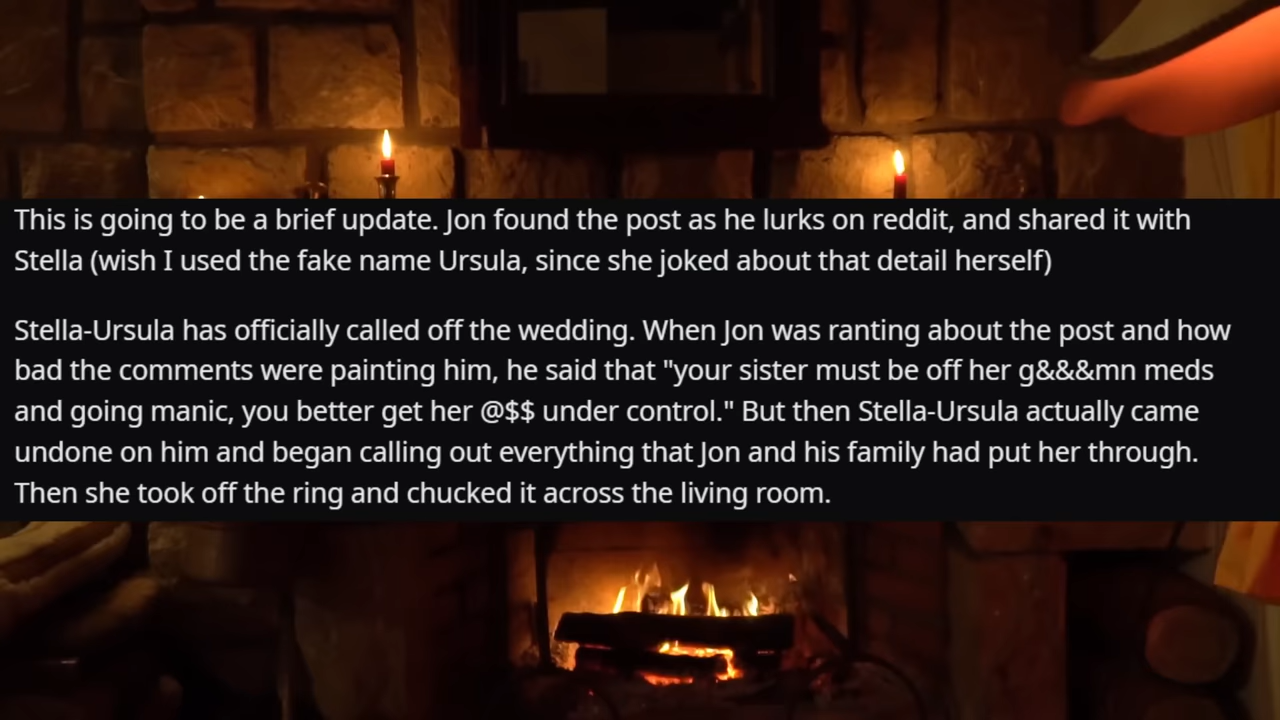 This is going to be a brief update. Jon found the post as he lurks on reddit, and shared it with
Stella (wish I used the fake name Ursula, since she joked about that detail herself)
Stella-Ursula has officially called off the wedding. When Jon was ranting about the post and how
bad the comments were painting him, he said that "your sister must be off her g&&&mn meds
and going manic, you better get her @$$ under control." But then Stella-Ursula actually came
undone on him and began calling out everything that Jon and his family had put her through.
Then she took off the ring and chucked it across the living room.